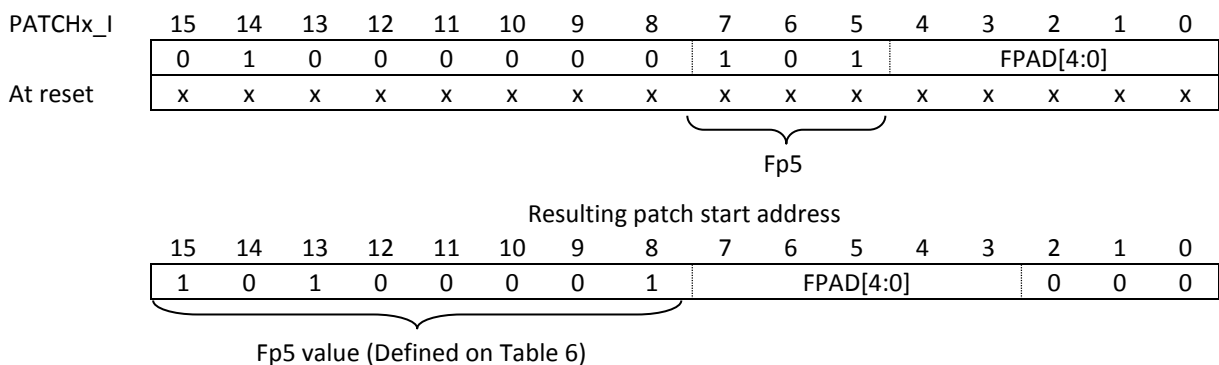 PATCHx_I 15 14 13 12 11 10 9 8 7 6 5 4 3 2 1 0
0 1 0 0 0 0 0 0 1 0 1 FPAD[4:0]
At reset x x x x x x x x x x x x x x x x
Fp5
Resulting patch start address
15 14 13 12 11 10 9 8 7 6 5 4 3 2 1 0
1 0 1 0 0 0 0 1 FPAD[4:0] 0 0 0
Fp5 value (Defined on Table 6)